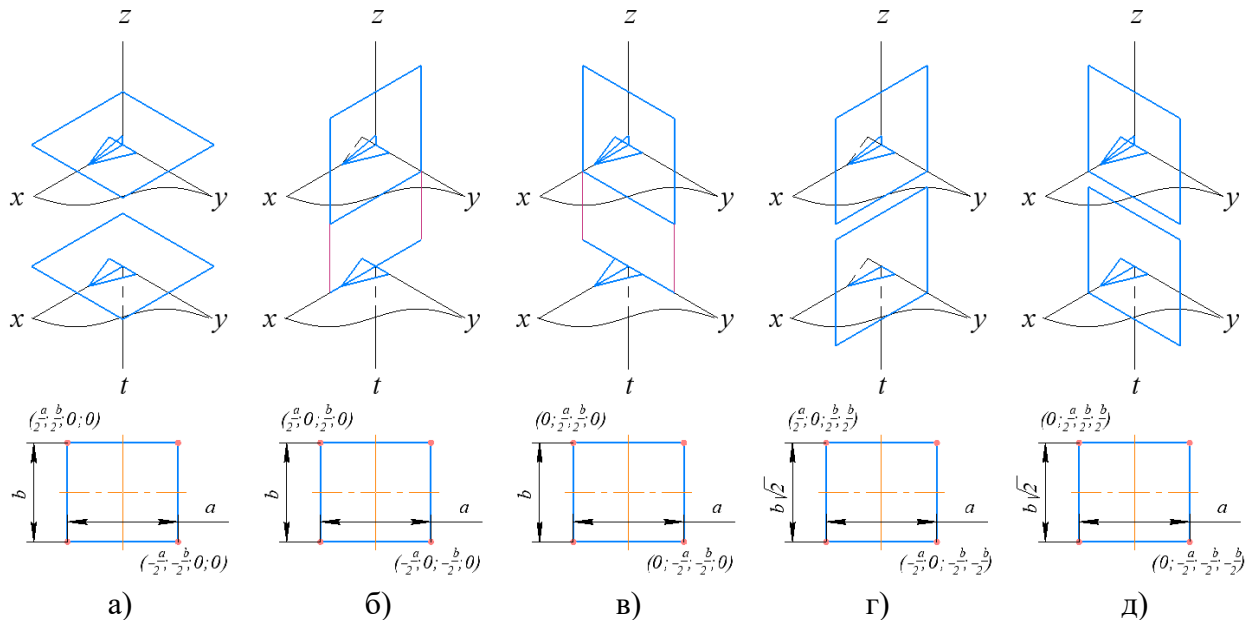 z z z z z
x y x y x y x y x y
x y x y x y x y x y
t t t t t
(a/2; b/2; 0; 0) (a/2; 0; b/2; 0) (0; a/2; b/2; 0) (a/2; 0; b/2; b/2) (0; a/2; b/2; b/2)
b a b a b a b√2 a b√2 a
(-a/2; -b/2; 0; 0) (-a/2; 0; -b/2; 0) (0; -a/2; -b/2; 0) (-a/2; 0; -b/2; -b/2) (0; -a/2; -b/2; -b/2)
а) б) в) г) д)